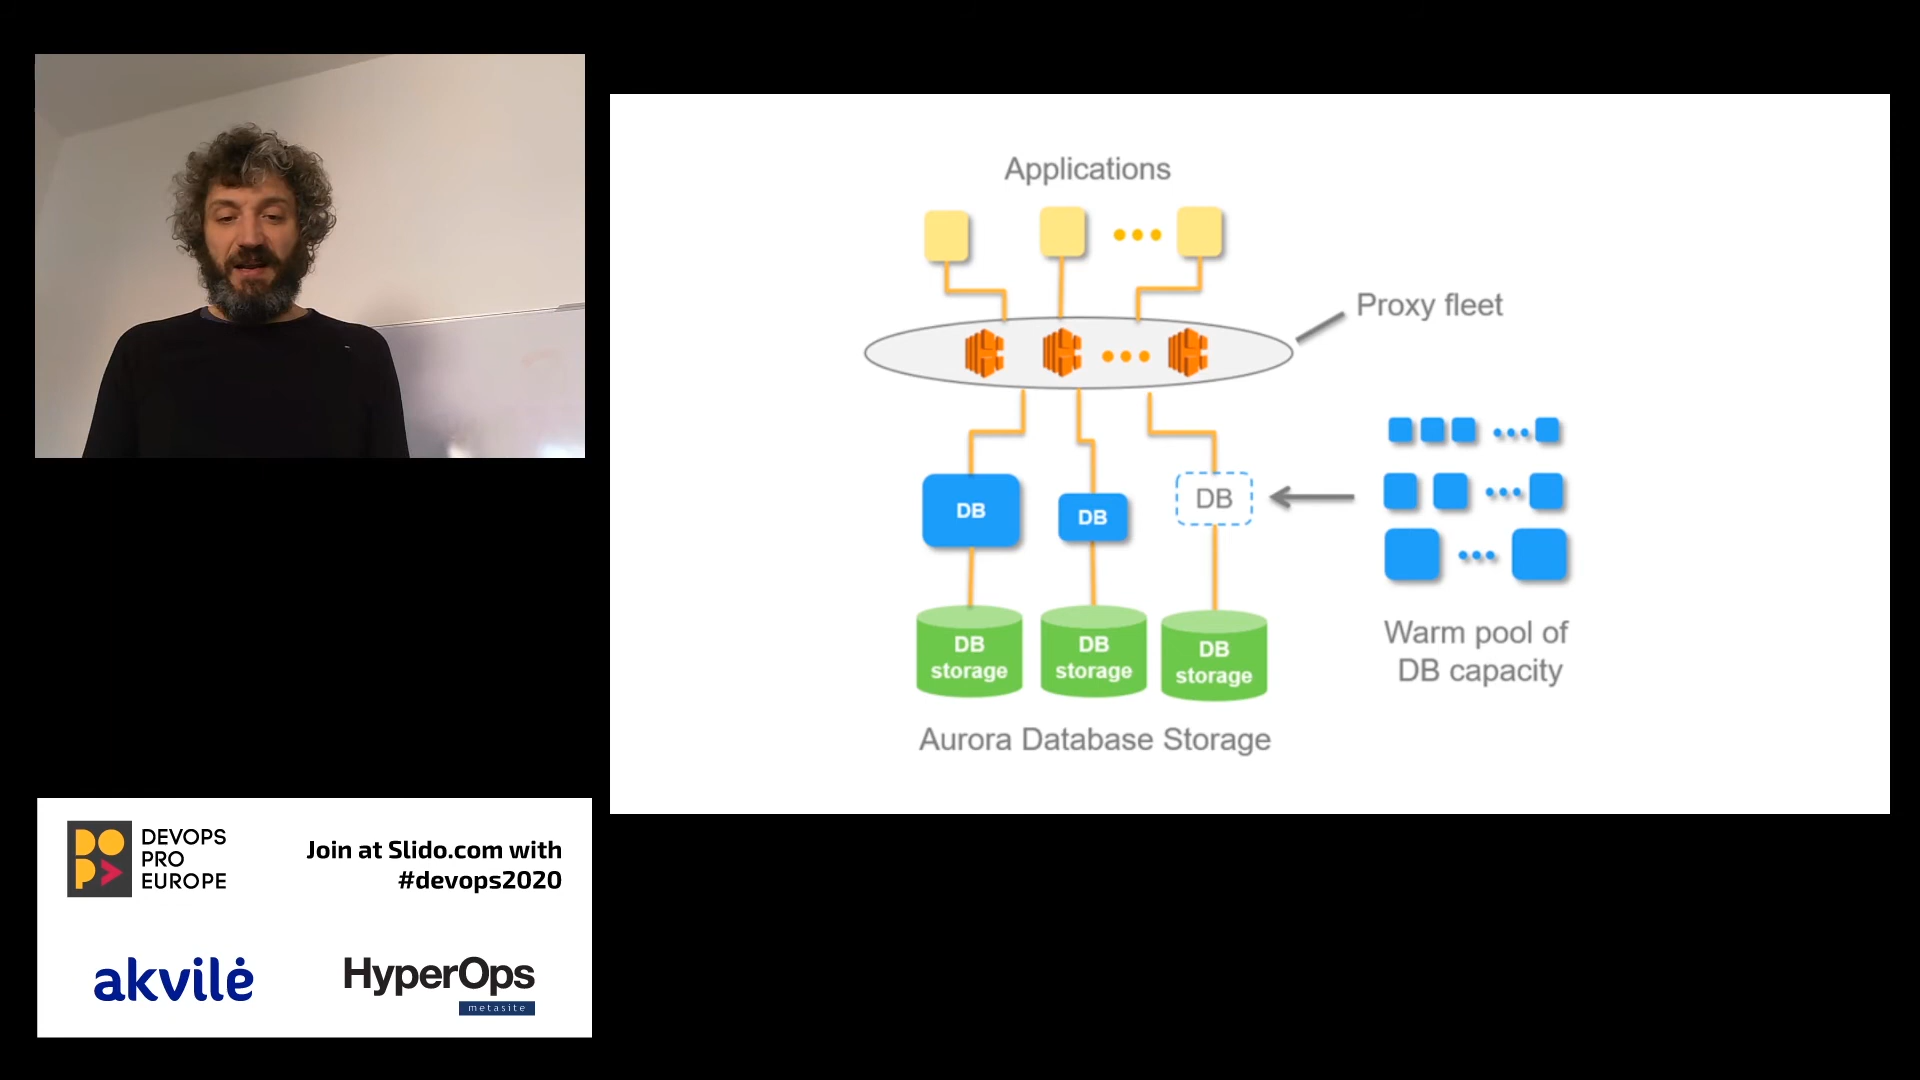 Applications
Proxy fleet
DB
DB
DB
DB
storage
DB
storage
DB
storage
Warm pool of
DB capacity
Aurora Database Storage
DEVOPS
PRO
EUROPE
Join at Slido.com with
#devops2020
akvilė
HyperOps
metasite